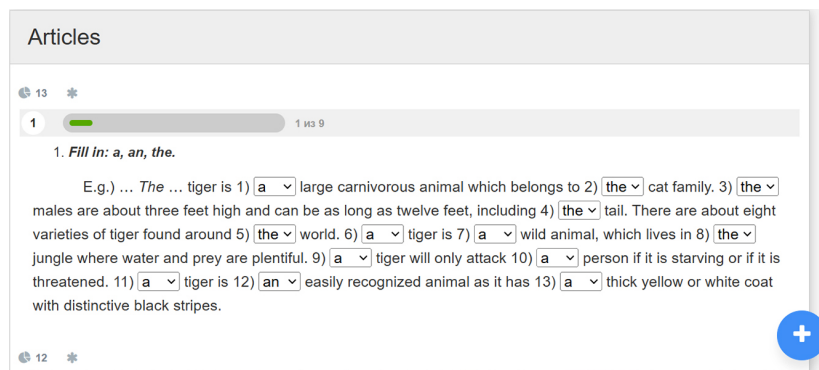 Articles
13
1
1 из 9
1. Fill in: a, an, the.
E.g.) … The … tiger is 1) a large carnivorous animal which belongs to 2) the cat family. 3) the
males are about three feet high and can be as long as twelve feet, including 4) the tail. There are about eight
varieties of tiger found around 5) the world. 6) a tiger is 7) a wild animal, which lives in 8) the
jungle where water and prey are plentiful. 9) a tiger will only attack 10) a person if it is starving or if it is
threatened. 11) a tiger is 12) an easily recognized animal as it has 13) a thick yellow or white coat
with distinctive black stripes.
12